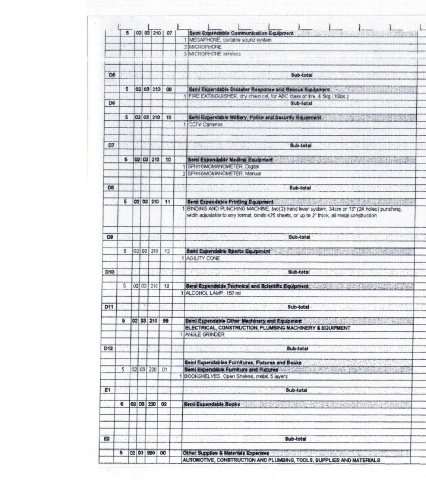 5 02 03 210 07 Semi Expendable Communication Equipment
1 MEGAPHONE, portable sound system
2 MICROPHONE
3 MICROPHONE wireless
D5 Sub-total
5 02 03 210 08 Semi Expendable Disaster Response and Rescue Equipment
1 FIRE EXTINGUISHER, dry chemical, for ABC class of fire, 4.5kg (10lbs.)
D6 Sub-total
5 02 03 210 10 Semi Expendable Military, Police and Security Equipment
1 CCTV Cameras
D7 Sub-total
5 02 03 210 10 Semi Expendable Medical Equipment
1 SPHYGMOMANOMETER, Digital
2 SPHYGMOMANOMETER, Manual
D8 Sub-total
5 02 03 210 11 Semi Expendable Printing Equipment
1 BINDING AND PUNCHING MACHINE, two(2) hand lever system, 34cm or 13" (24 holes) punching,
width adjustable to any format, binds 425 sheets, or up to 2" thick, all metal construction
D9 Sub-total
5 02 03 210 12 Semi Expendable Sports Equipment
1 AGILITY CONE
D10 Sub-total
5 02 03 210 13 Semi Expendable Technical and Scientific Equipment
1 ALCOHOL LAMP, 150 ml
D11 Sub-total
5 02 03 210 99 Semi Expendable Other Machinery and Equipment
ELECTRICAL, CONSTRUCTION, PLUMBING MACHINERY & EQUIPMENT
1 ANGLE GRINDER
D12 Sub-total
Semi Expendables Furnitures, Fixtures and Books
5 02 03 220 01 Semi Expendable Furniture and Fixtures
1 BOOKSHELVES, Open Shelves, metal, 5 layers
E1 Sub-total
5 02 03 220 02 Semi Expendable Books
E2 Sub-total
5 02 03 990 00 Other Supplies & Materials Expenses
AUTOMOTIVE, CONSTRUCTION AND PLUMBING, TOOLS, SUPPLIES AND MATERIALS